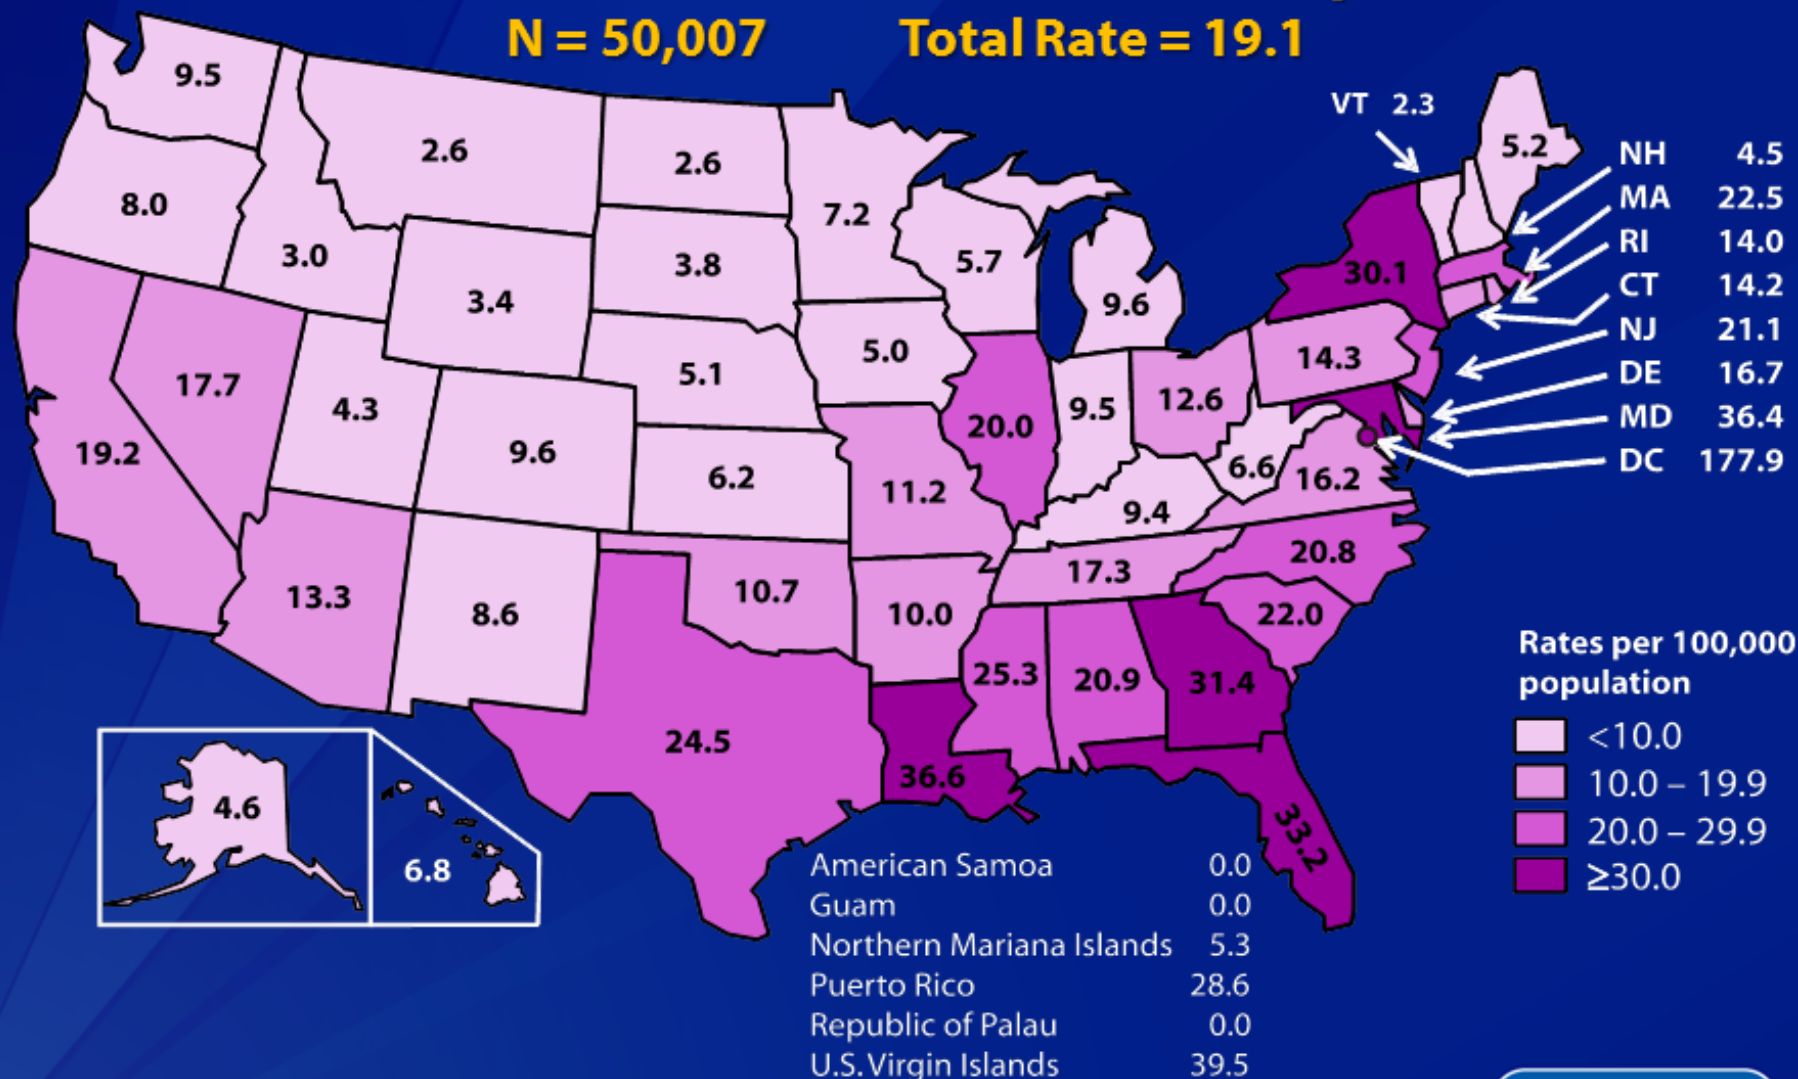 N = 50,007 Total Rate = 19.1
VT 2.3
9.5
2.6
2.6
7.2
5.2
NH 4.5
MA 22.5
RI 14.0
CT 14.2
NJ 21.1
DE 16.7
MD 36.4
DC 177.9
8.0
3.0
3.4
3.8
5.7
9.6
30.1
17.7
4.3
5.1
5.0
14.3
19.2
9.6
6.2
11.2
20.0
9.5
12.6
6.6
16.2
9.4
13.3
8.6
10.7
10.0
17.3
20.8
22.0
24.5
36.6
25.3
20.9
31.4
33.2
4.6
6.8
Rates per 100,000
population
<10.0
10.0 – 19.9
20.0 – 29.9
≥30.0
American Samoa 0.0
Guam 0.0
Northern Mariana Islands 5.3
Puerto Rico 28.6
Republic of Palau 0.0
U.S. Virgin Islands 39.5